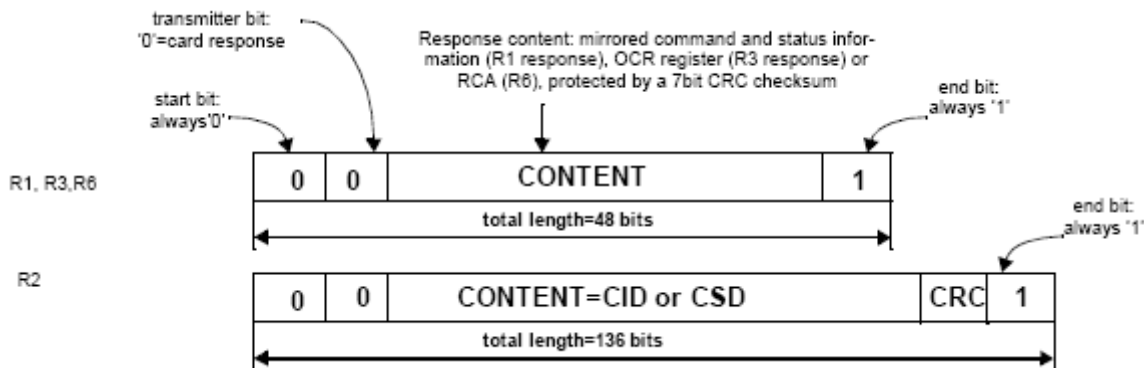 transmitter bit:
'0'=card response
Response content: mirrored command and status infor-
mation (R1 response), OCR register (R3 response) or
RCA (R6), protected by a 7bit CRC checksum
start bit:
always'0'
end bit:
always '1'
R1, R3,R6
0 0 CONTENT 1
total length=48 bits
end bit:
always '1'
R2
0 0 CONTENT=CID or CSD CRC 1
total length=136 bits